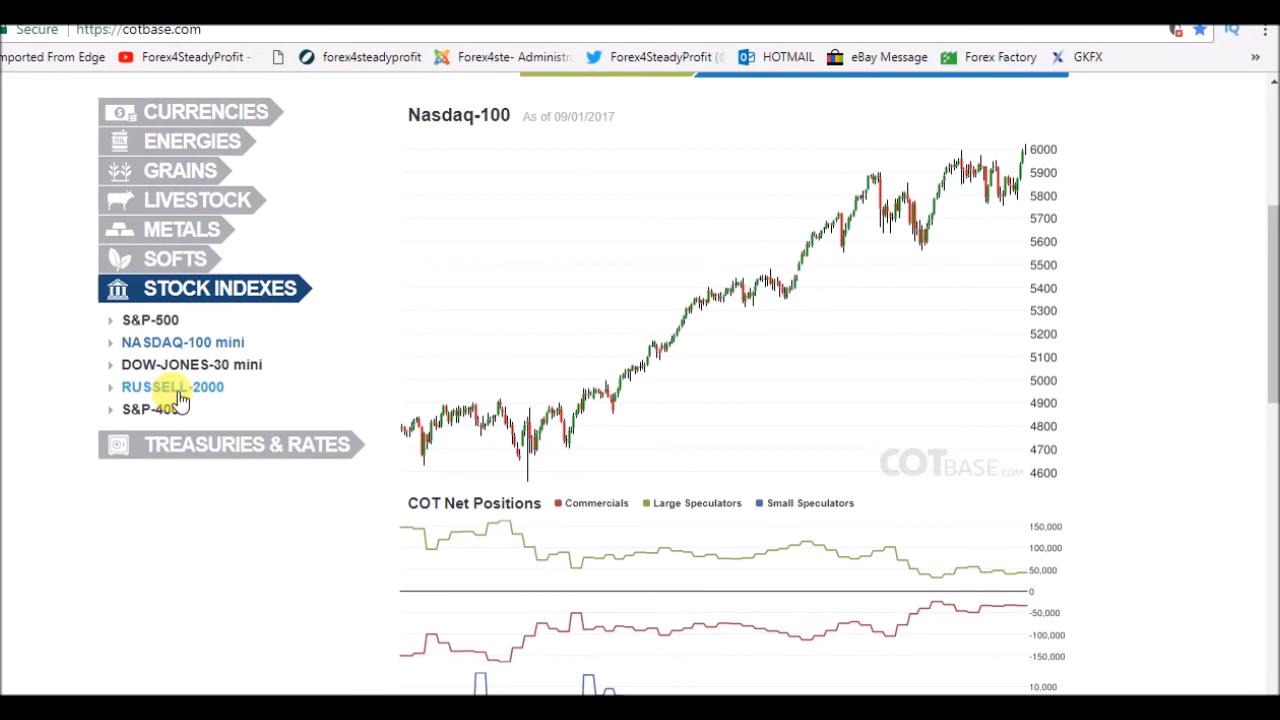 Secure | https://cotbase.com
mported From Edge Forex4SteadyProfit - forex4steadyprofit Forex4ste- Administr Forex4SteadyProfit (@ HOTMAIL eBay Message Forex Factory GKFX »
CURRENCIES
ENERGIES
GRAINS
LIVESTOCK
METALS
SOFTS
STOCK INDEXES
S&P-500
NASDAQ-100 mini
DOW-JONES-30 mini
RUSSELL-2000
S&P-400
TREASURIES & RATES
Nasdaq-100 As of 09/01/2017
6000
5900
5800
5700
5600
5500
5400
5300
5200
5100
5000
4900
4800
4700
4600
COTBASE.COM
COT Net Positions Commercials Large Speculators Small Speculators
150,000
100,000
50,000
0
-50,000
-100,000
-150,000
10,000